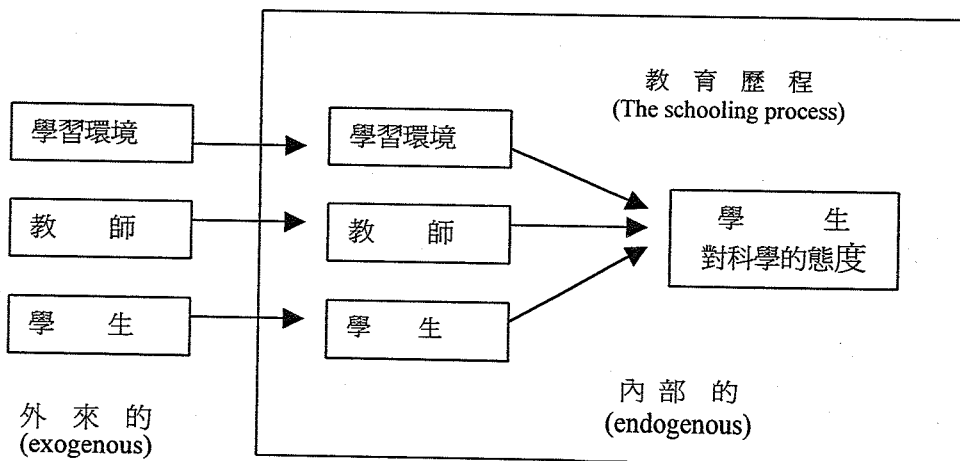 教育歷程
(The schooling process)
學習環境
學習環境
教師
教師
學生
對科學的態度
學生
學生
外來的
(exogenous)
內部的
(endogenous)